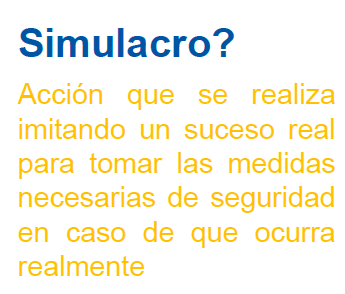 Simulacro?
Acción que se realiza
imitando un suceso real
para tomar las medidas
necesarias de seguridad
en caso de que ocurra
realmente